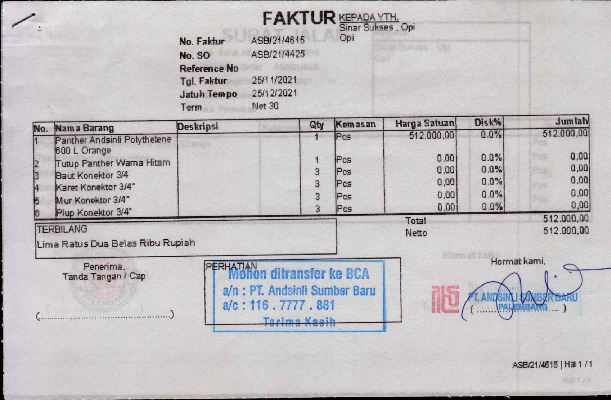 FAKTUR
KEPADA YTH.
Sinar Sukses , Opi
Opi
No. Faktur ASB/21/4615
No. SO ASB/21/4425
Reference No
Tgl. Faktur 25/11/2021
Jatuh Tempo 25/12/2021
Term Net 30
No. Nama Barang Deskripsi Qty Kemasan Harga Satuan Disk% Jumlah
1 Panther Andsinli Polythelene 1 Pcs 512.000,00 0.0% 512.000,00
600 L Orange
2 Tutup Panther Warna Hitam 1 Pcs 0,00 0.0% 0,00
3 Baut Konektor 3/4 3 Pcs 0,00 0.0% 0,00
4 Karet Konektor 3/4" 3 Pcs 0,00 0.0% 0,00
5 Mur Konektor 3/4" 3 Pcs 0,00 0.0% 0,00
6 Plup Konektor 3/4" 3 Pcs 0,00 0.0% 0,00
Total 512.000,00
Netto 512.000,00
TERBILANG
Lima Ratus Dua Belas Ribu Rupiah
Penerima,
Tanda Tangan / Cap
PERHATIAN
Mohon ditransfer ke BCA
a/n : PT. Andsinli Sumber Baru
a/c : 116 . 7777 . 881
Terima Kasih
Hormat kami,
PT. ANDSINLI SUMBER BARU
PALEMBANG
ASB/21/4615 | Hal 1 / 1